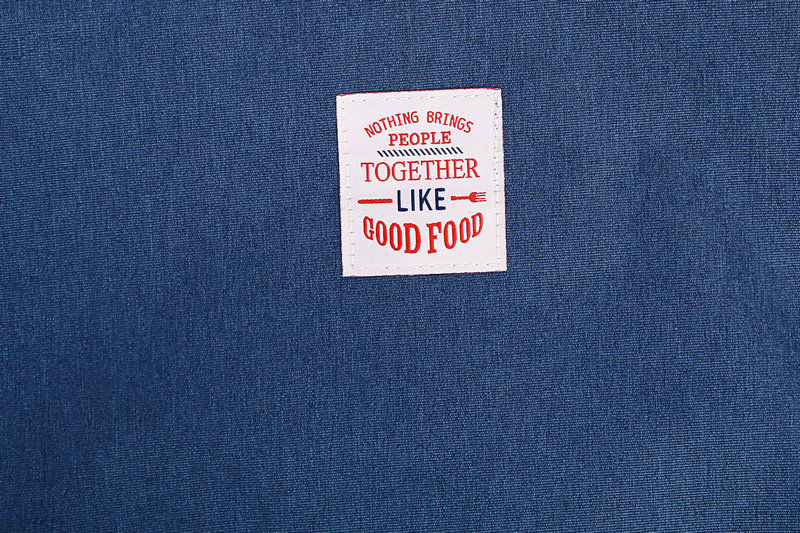 NOTHING BRINGS
PEOPLE
TOGETHER
LIKE
GOOD FOOD